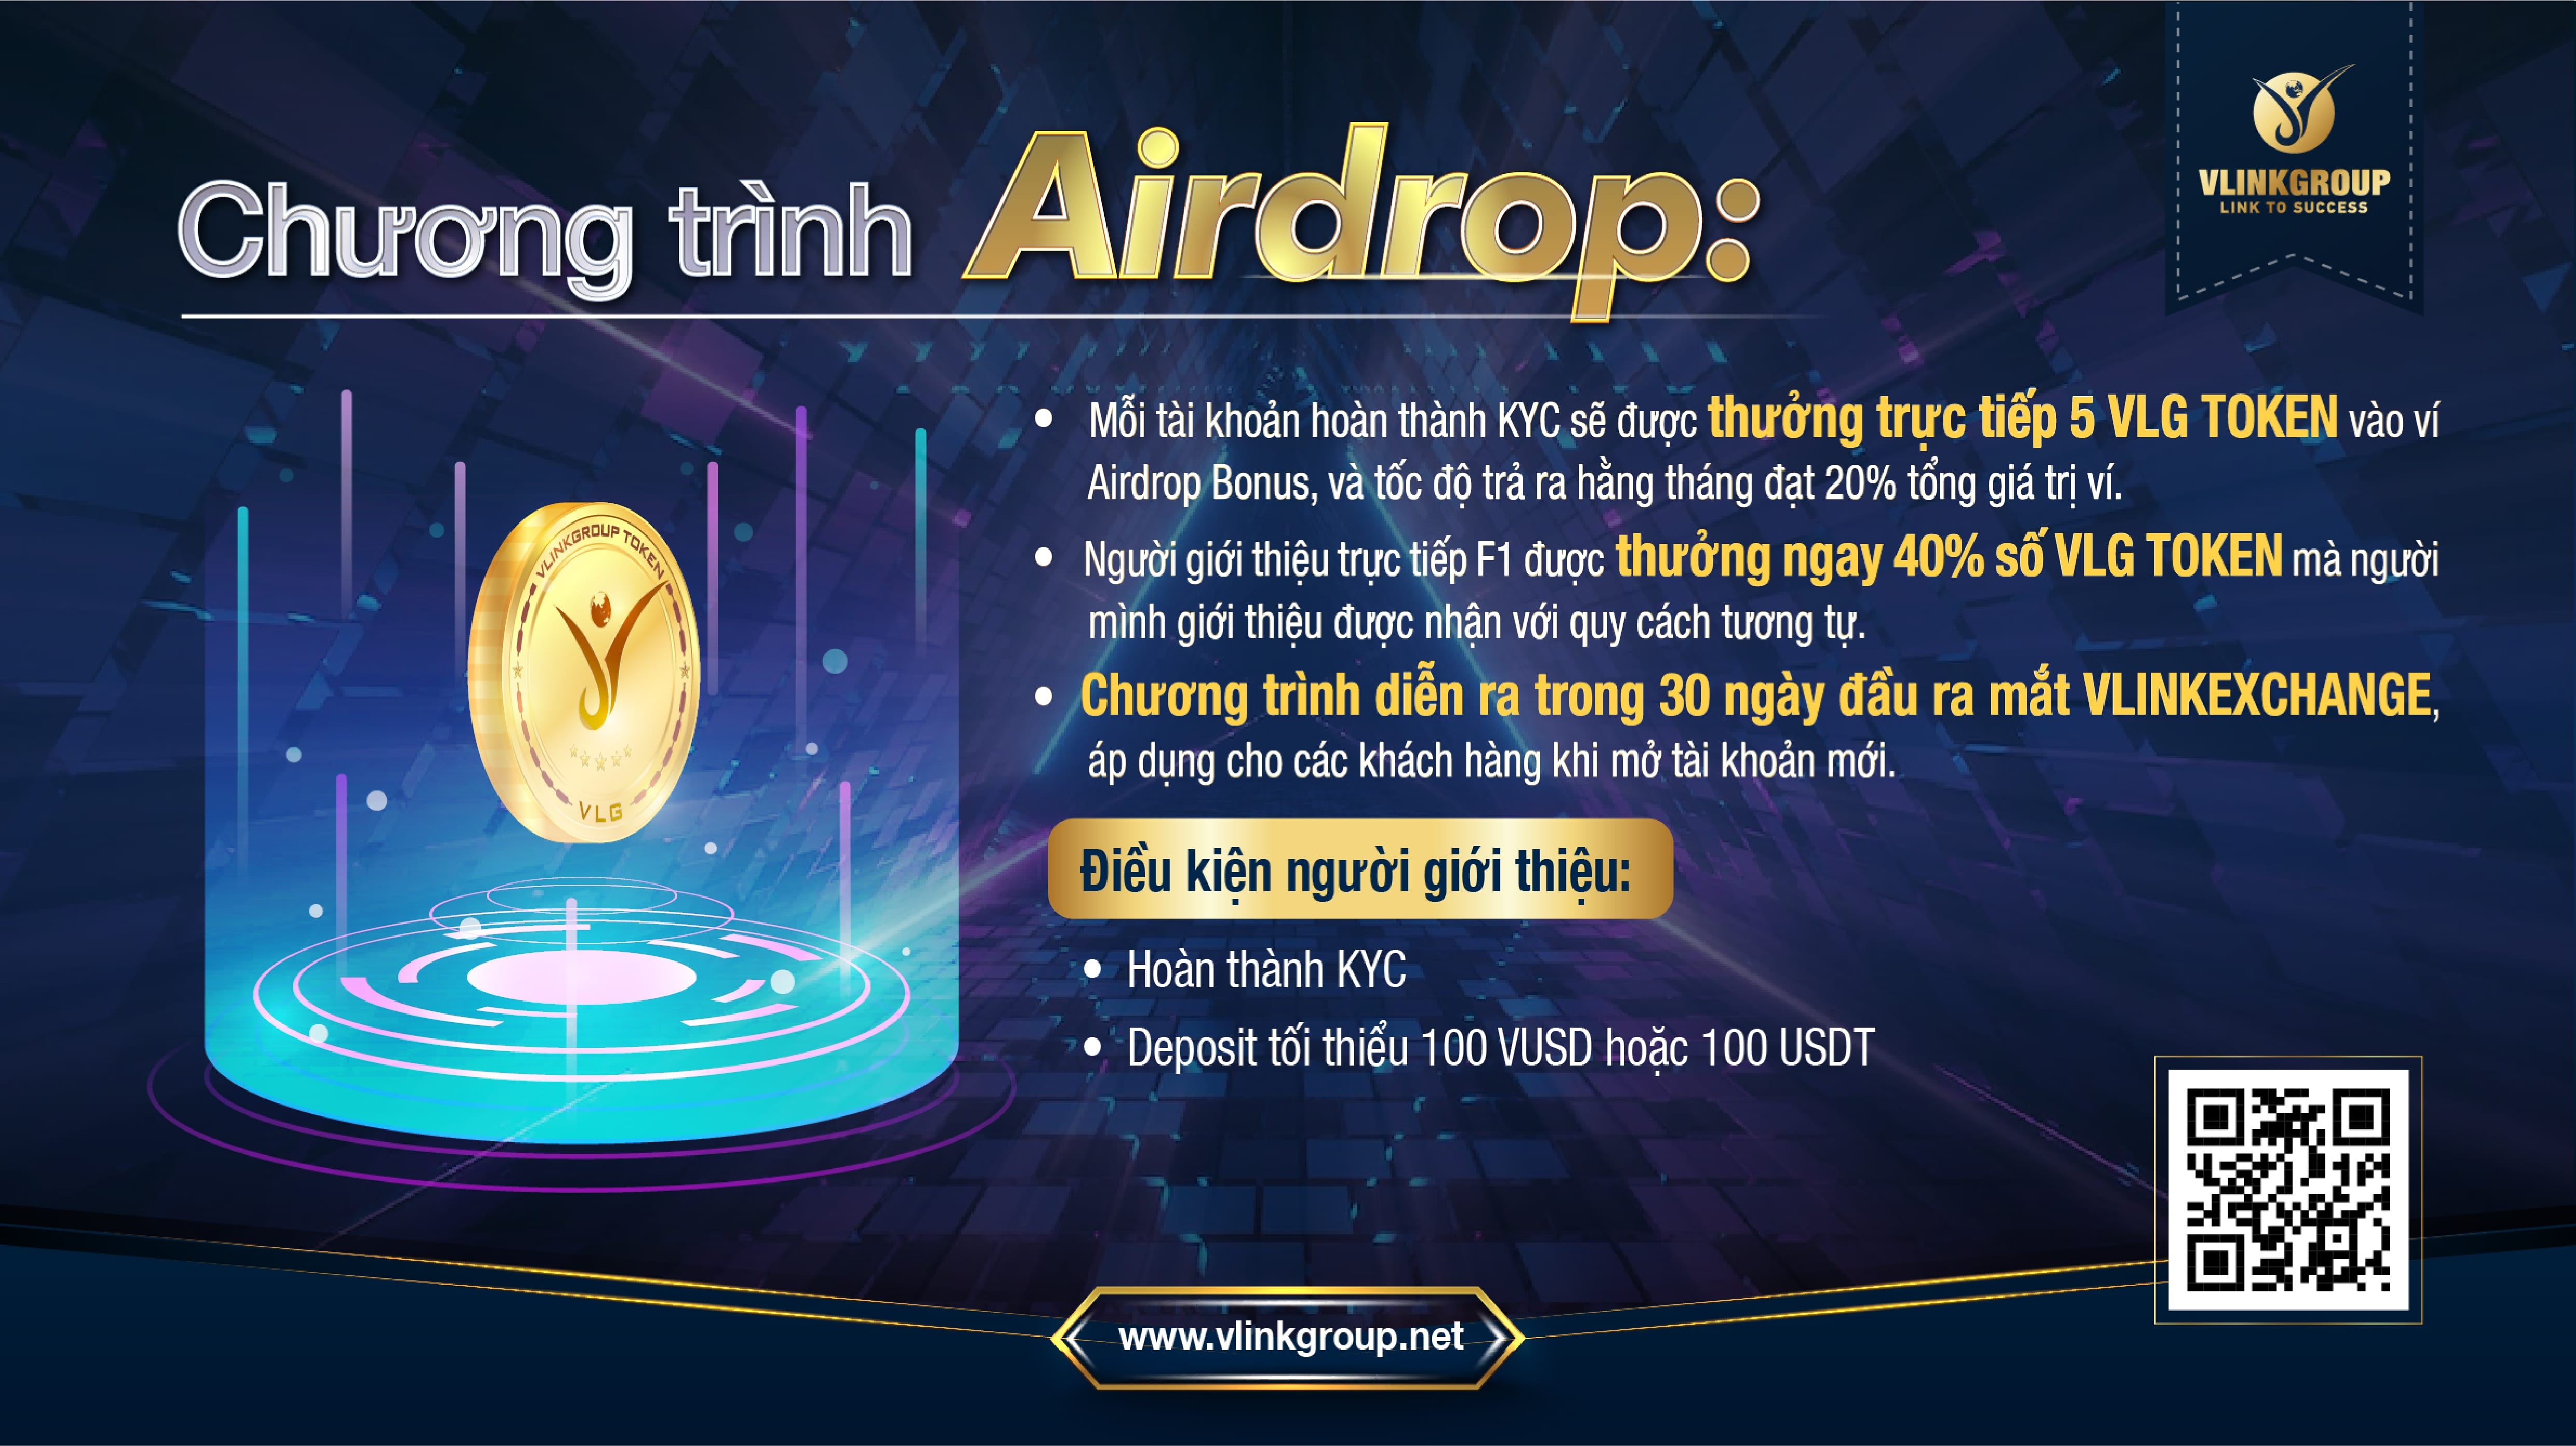 VLINKGROUP
LINK TO SUCCESS
Chương trình Airdrop:
• Mỗi tài khoản hoàn thành KYC sẽ được thưởng trực tiếp 5 VLG TOKEN vào ví
Airdrop Bonus, và tốc độ trả ra hằng tháng đạt 20% tổng giá trị ví.
• Người giới thiệu trực tiếp F1 được thưởng ngay 40% số VLG TOKEN mà người
mình giới thiệu được nhận với quy cách tương tự.
• Chương trình diễn ra trong 30 ngày đầu ra mắt VLINKEXCHANGE,
áp dụng cho các khách hàng khi mở tài khoản mới.
VLINKGROUP TOKEN
VLG
Điều kiện người giới thiệu:
• Hoàn thành KYC
• Deposit tối thiểu 100 VUSD hoặc 100 USDT
www.vlinkgroup.net